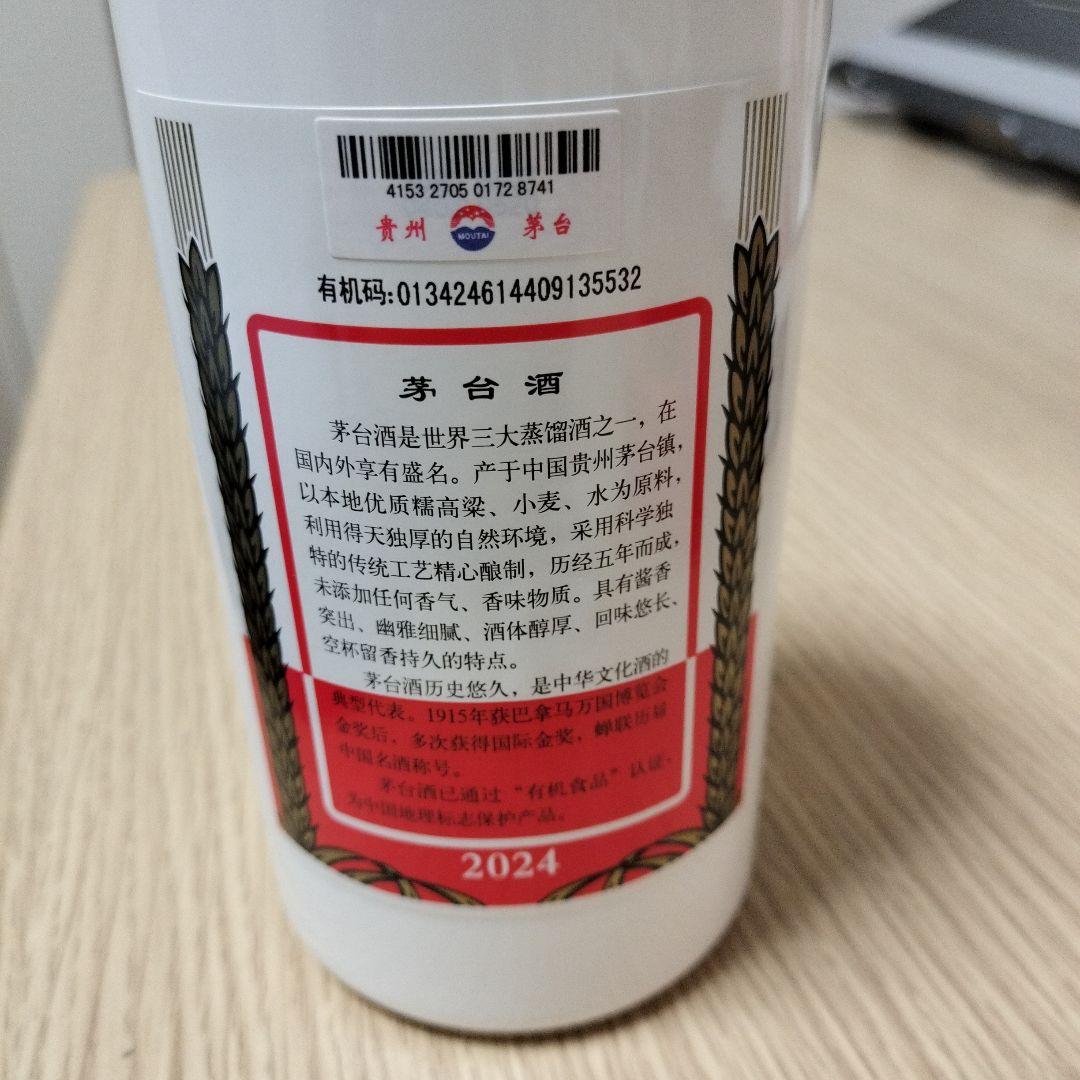 4153 2705 0172 8741
贵州 MOUTAI 茅台
有机码:013424614409135532
茅台酒
茅台酒是世界三大蒸馏酒之一，在
国内外享有盛名。产于中国贵州茅台镇，
以本地优质糯高粱、小麦、水为原料，
利用得天独厚的自然环境，采用科学独
特的传统工艺精心酿制，历经五年而成，
未添加任何香气、香味物质。具有酱香
突出、幽雅细腻、酒体醇厚、回味悠长、
空杯留香持久的特点。
茅台酒历史悠久，是中华文化酒的
典型代表。1915年获巴拿马万国博览会
金奖后，多次获得国际金奖，蝉联历届
中国名酒称号。
茅台酒已通过“有机食品”认证，
为中国地理标志保护产品。
2024